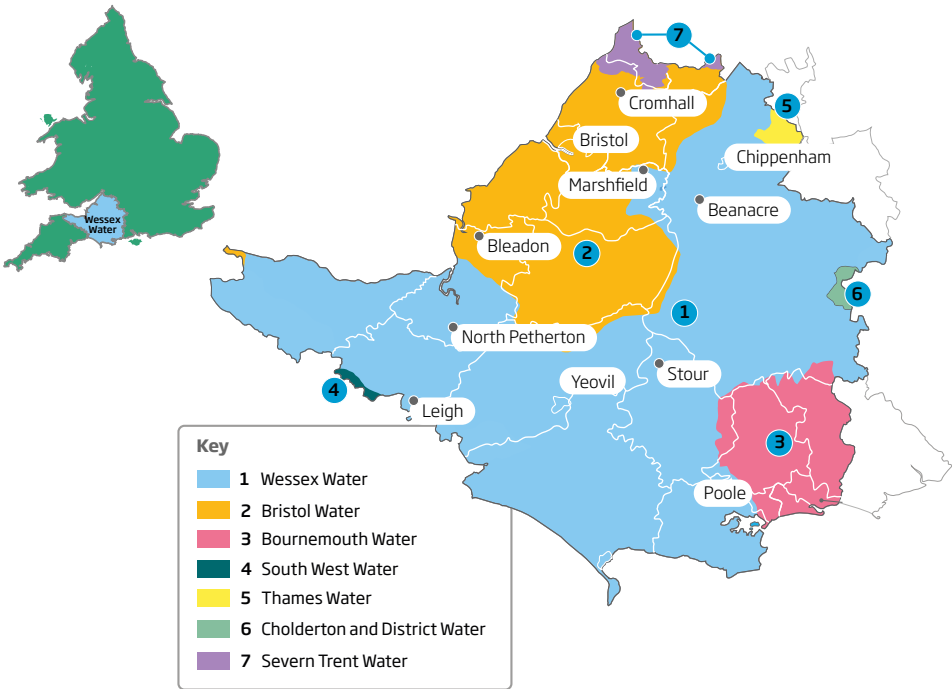 Wessex
Water
7
Cromhall
5
Bristol
Chippenham
Marshfield
Beanacre
Bleadon
2
6
1
North Petherton
Stour
Yeovil
4
Leigh
3
Poole
Key
1 Wessex Water
2 Bristol Water
3 Bournemouth Water
4 South West Water
5 Thames Water
6 Cholderton and District Water
7 Severn Trent Water